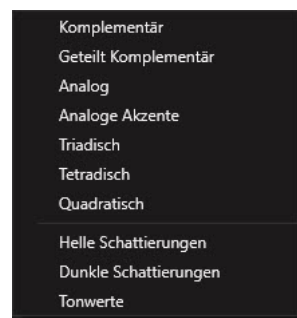 Komplementär
Geteilt Komplementär
Analog
Analoge Akzente
Triadisch
Tetradisch
Quadratisch
Helle Schattierungen
Dunkle Schattierungen
Tonwerte